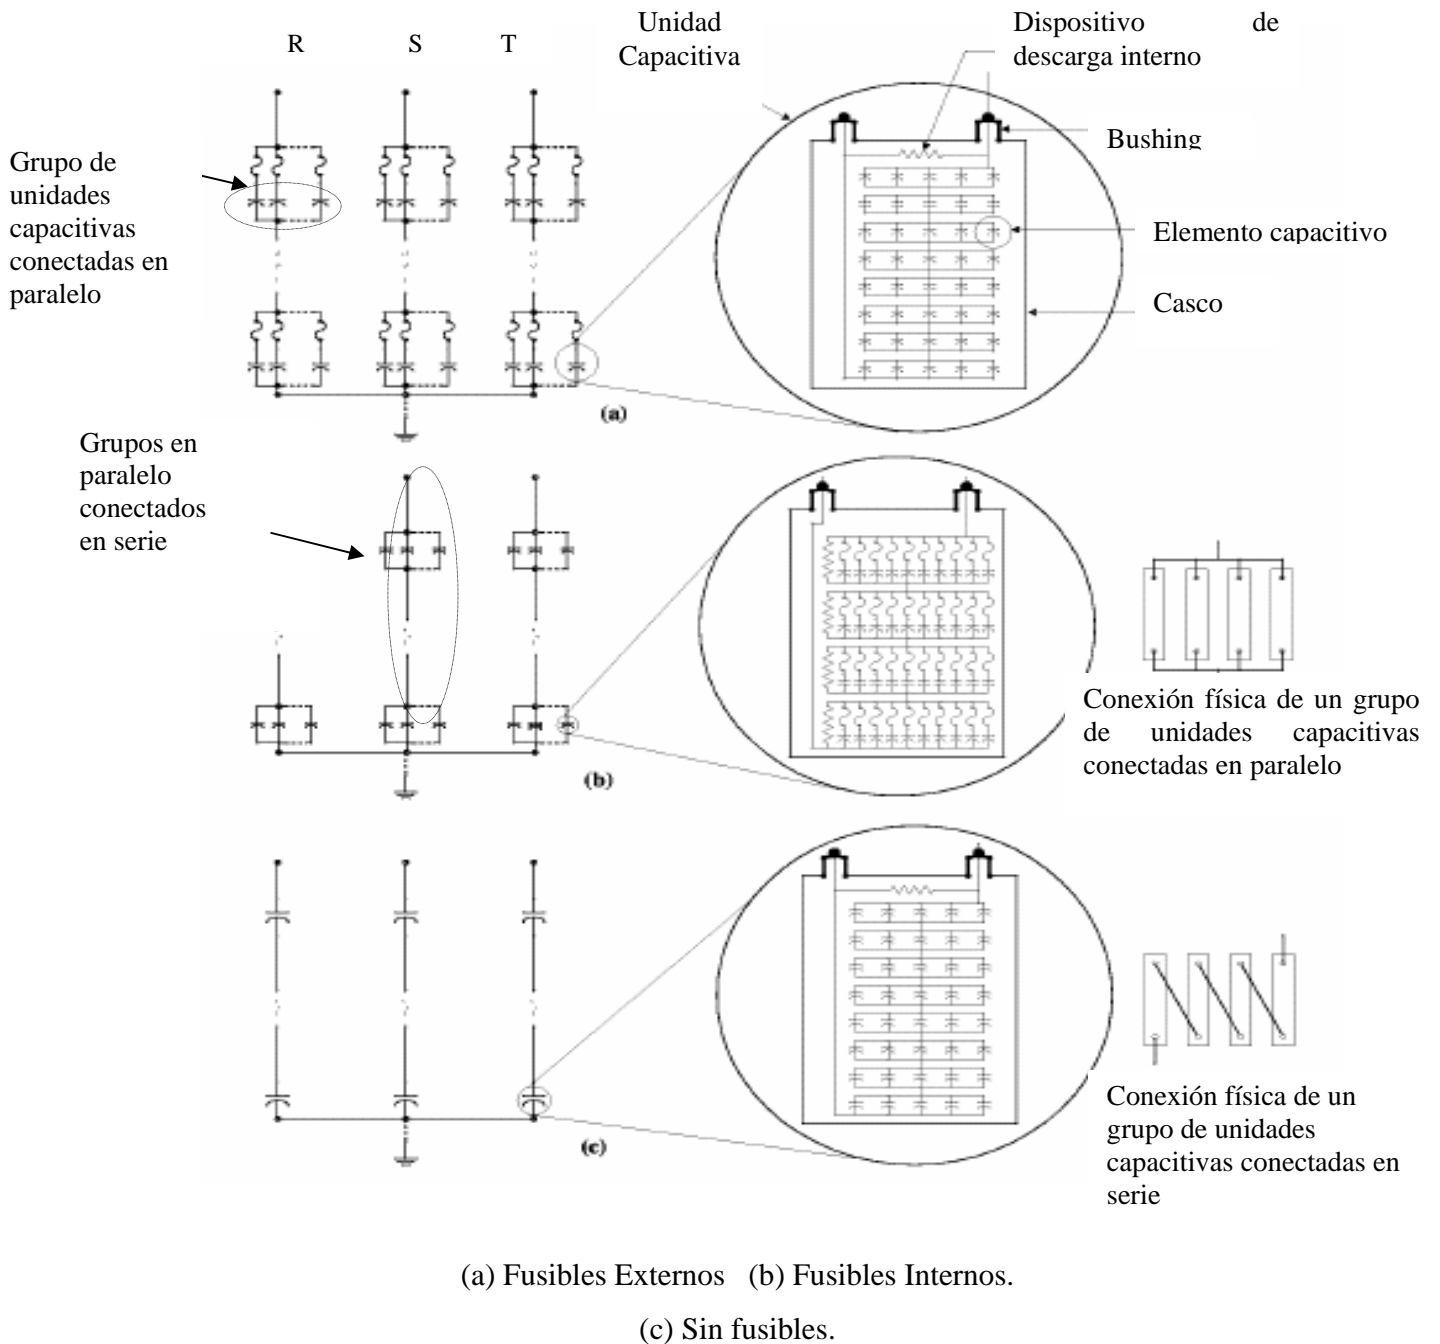 R S T
Unidad
Capacitiva
Dispositivo de
descarga interno
Bushing
Grupo de
unidades
capacitivas
conectadas en
paralelo
Elemento capacitivo
Casco
(a)
Grupos en
paralelo
conectados
en serie
Conexión física de un grupo
de unidades capacitivas
conectadas en paralelo
(b)
Conexión física de un
grupo de unidades
capacitivas conectadas en
serie
(c)
(a) Fusibles Externos (b) Fusibles Internos.
(c) Sin fusibles.